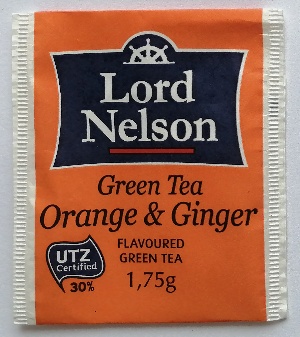 Lord
Nelson
Green Tea
Orange & Ginger
FLAVOURED
GREEN TEA
1,75g
UTZ
Certified
30%